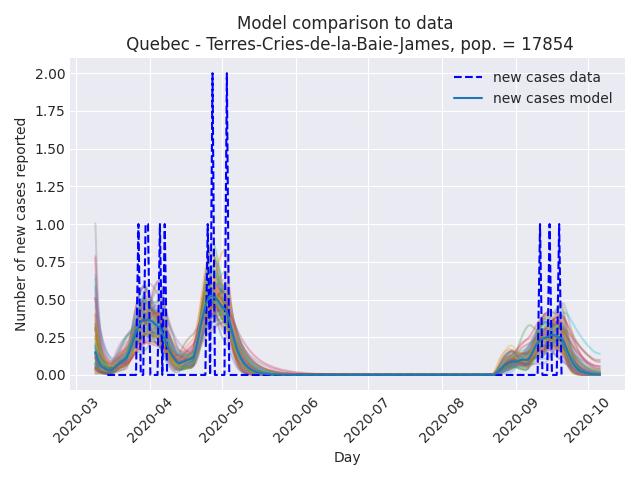 Model comparison to data
Quebec - Terres-Cries-de-la-Baie-James, pop. = 17854
new cases data
new cases model
Number of new cases reported
2.00
1.75
1.50
1.25
1.00
0.75
0.50
0.25
0.00
2020-03
2020-04
2020-05
2020-06
2020-07
2020-08
2020-09
2020-10
Day